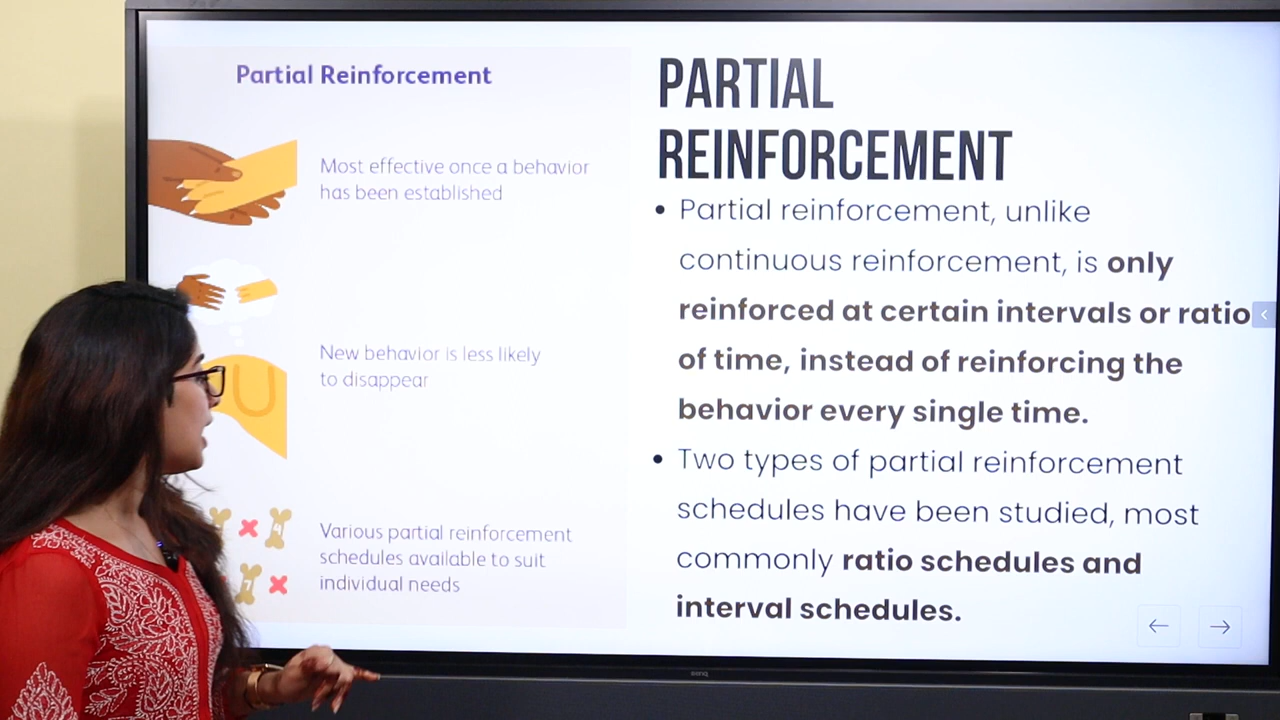 Partial Reinforcement
Most effective once a behavior
has been established
New behavior is less likely
to disappear
4
7
Various partial reinforcement
schedules available to suit
individual needs
PARTIAL
REINFORCEMENT
• Partial reinforcement, unlike
continuous reinforcement, is only
reinforced at certain intervals or ratio
of time, instead of reinforcing the
behavior every single time.
• Two types of partial reinforcement
schedules have been studied, most
commonly ratio schedules and
interval schedules.
BenQ